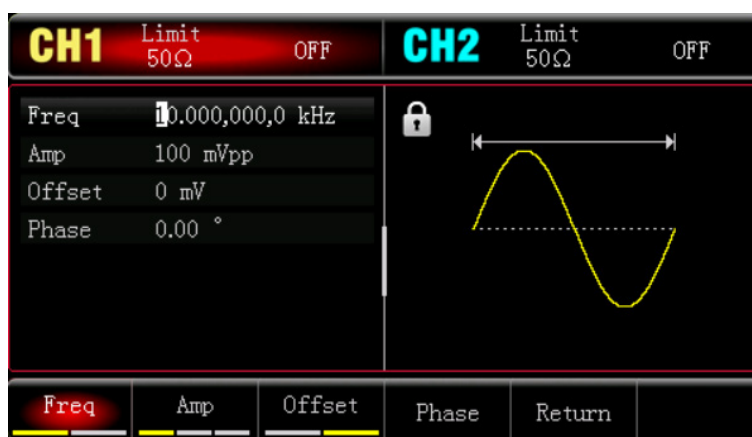 CH1 Limit 50Ω OFF CH2 Limit 50Ω OFF
Freq 10.000,000,0 kHz
Amp 100 mVpp
Offset 0 mV
Phase 0.00 °
Freq Amp Offset Phase Return